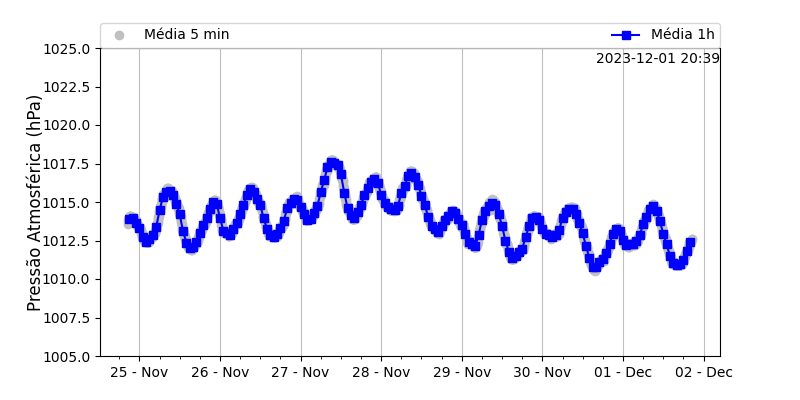 Média 5 min
Média 1h
2023-12-01 20:39
Pressão Atmosférica (hPa)
1025.0
1022.5
1020.0
1017.5
1015.0
1012.5
1010.0
1007.5
1005.0
25 - Nov
26 - Nov
27 - Nov
28 - Nov
29 - Nov
30 - Nov
01 - Dec
02 - Dec